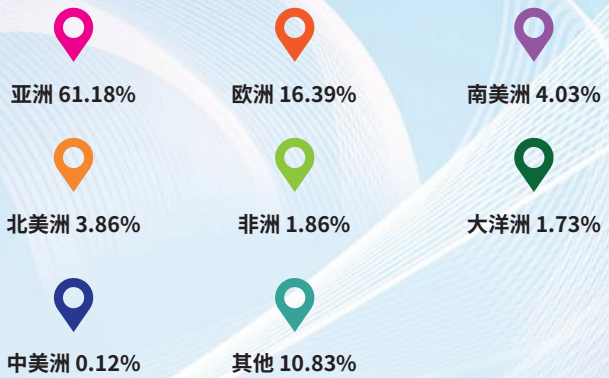 亚洲 61.18%
欧洲 16.39%
南美洲 4.03%
北美洲 3.86%
非洲 1.86%
大洋洲 1.73%
中美洲 0.12%
其他 10.83%